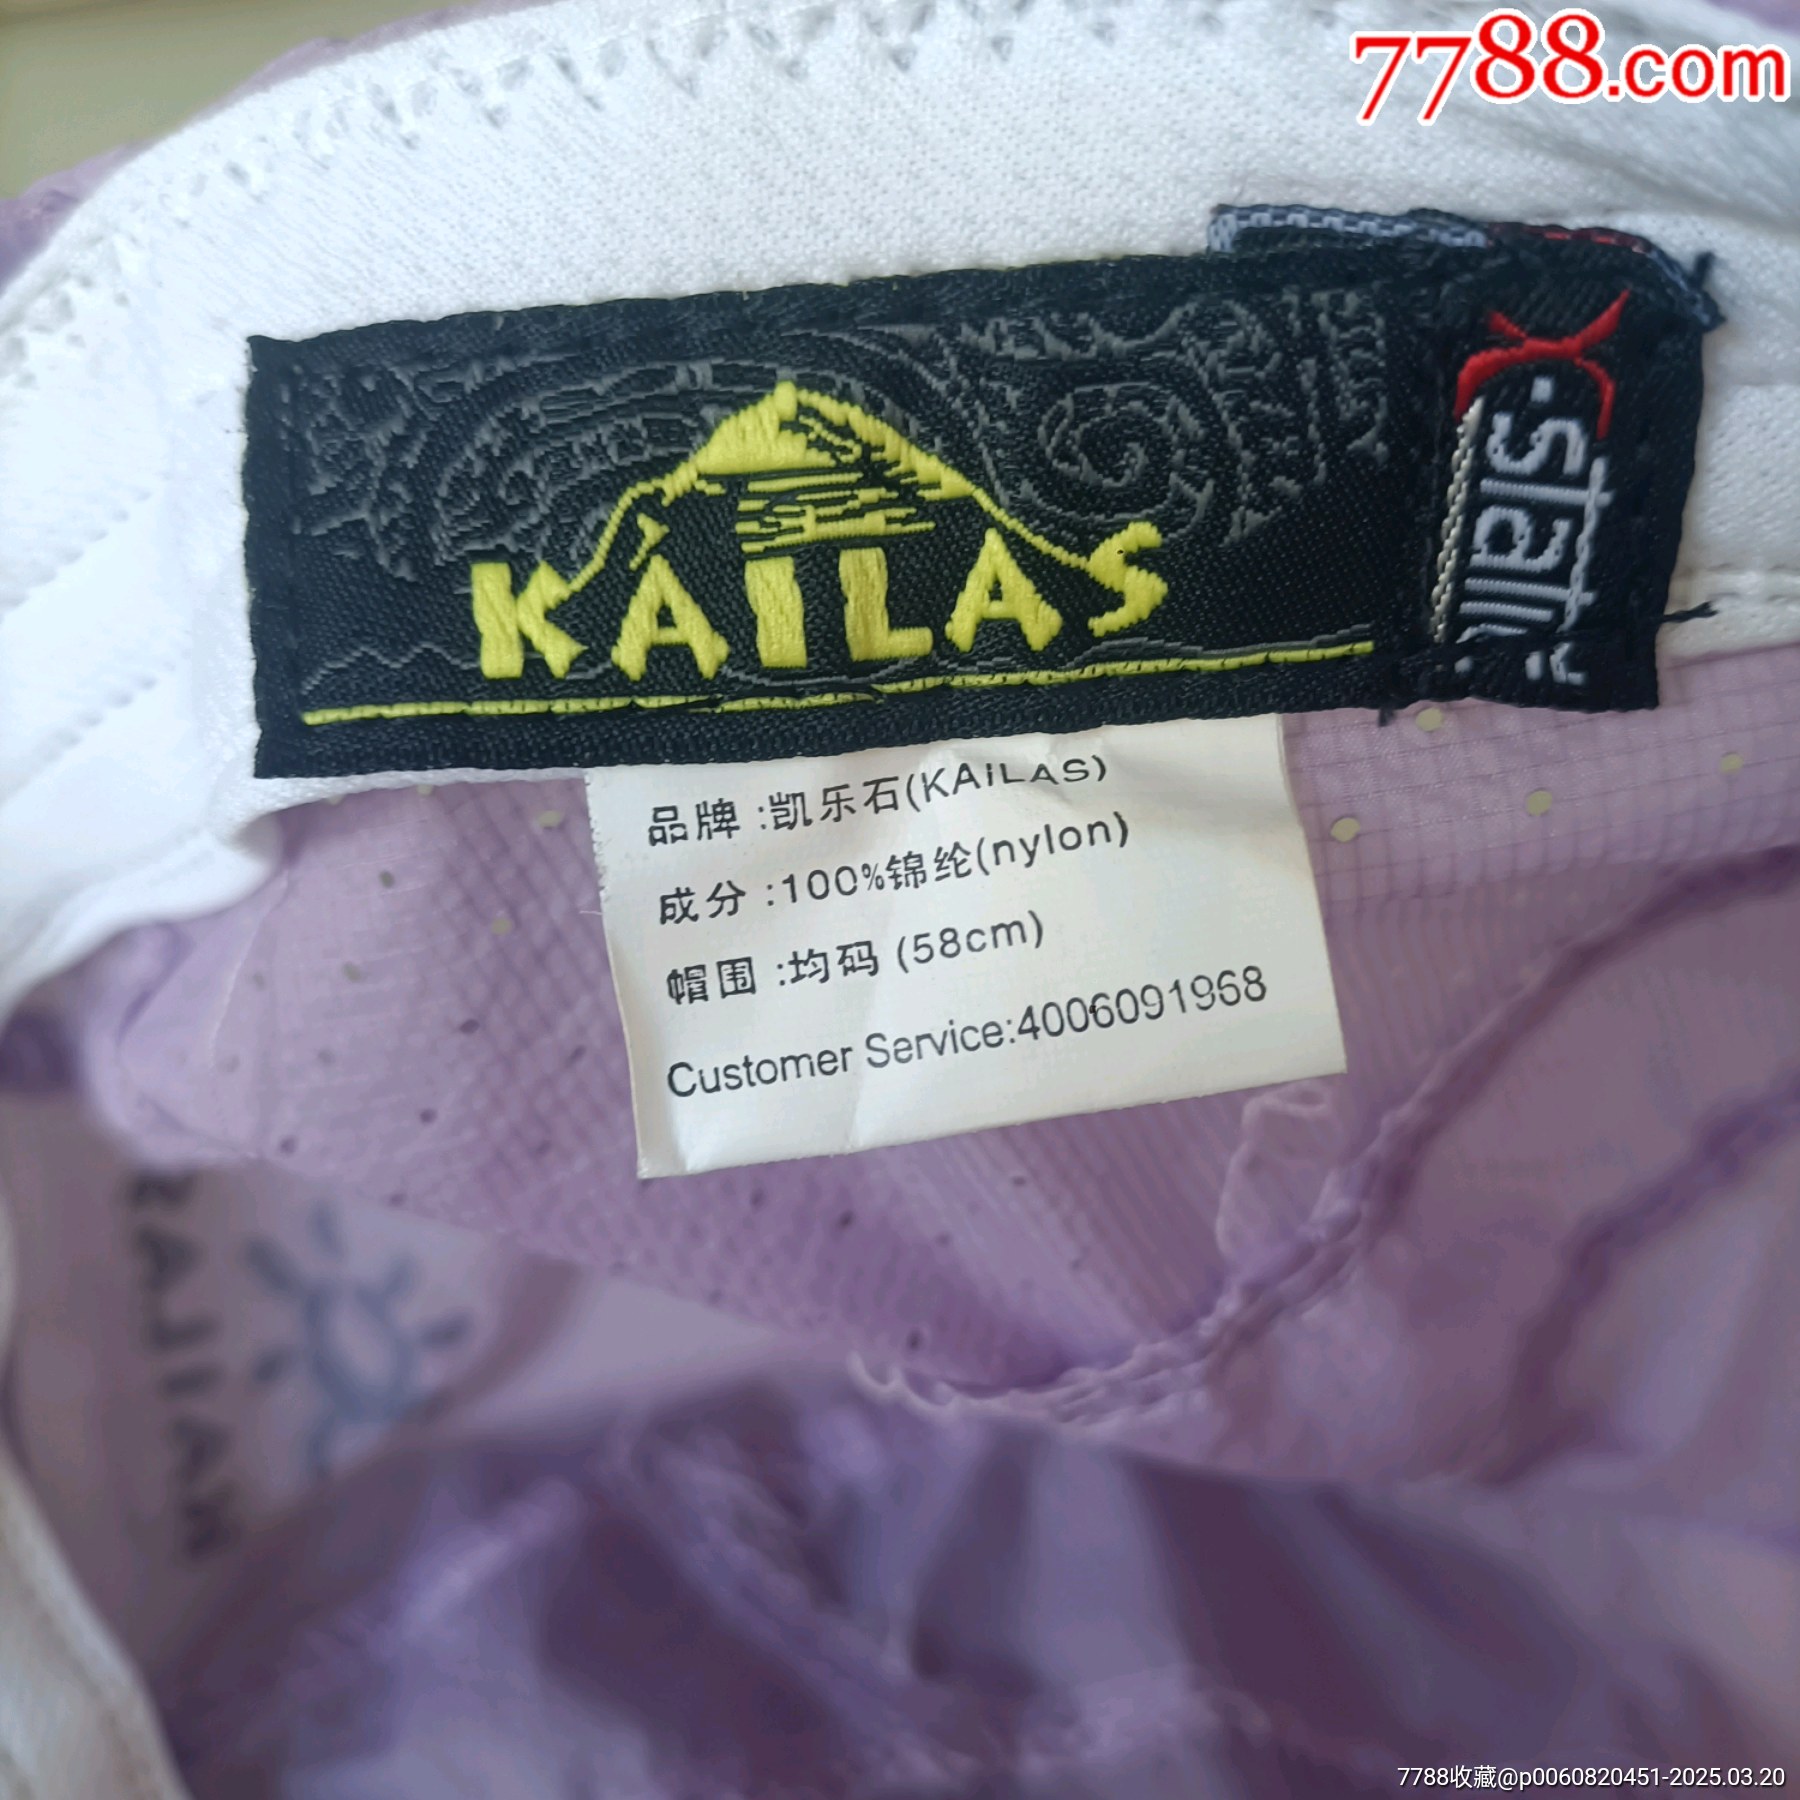 7788.com
KAILAS
X-static
品牌:凯乐石(KAiLAS)
成分:100%锦纶(nylon)
帽围:均码(58cm)
Customer Service:4006091968
7788收藏@p0060820451-2025.03.20